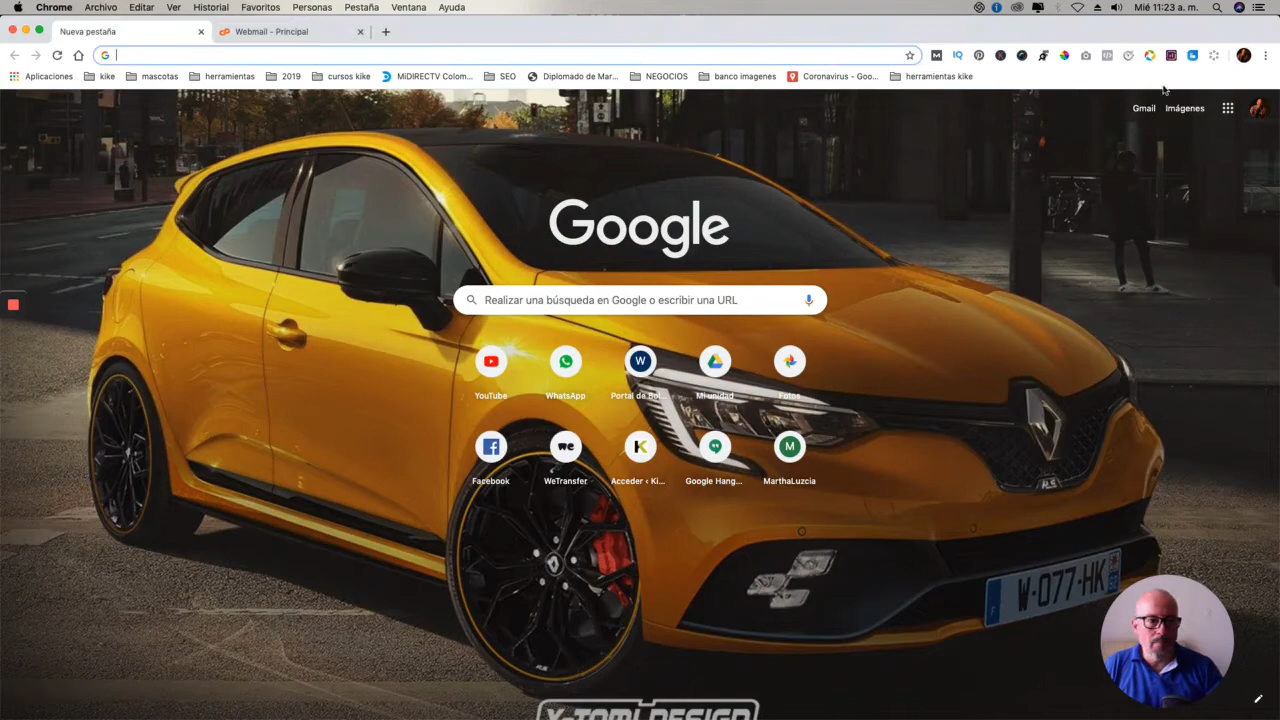 Chrome Archivo Editar Ver Historial Favoritos Personas Pestaña Ventana Ayuda Mié 11:23 a. m.
Nueva pestaña Webmail - Principal
Aplicaciones kike mascotas herramientas 2019 cursos kike MiDIRECTV Colom... SEO Diplomado de Mar... NEGOCIOS banco imagenes Coronavirus - Goo... herramientas kike
Gmail Imágenes
Google
Realizar una búsqueda en Google o escribir una URL
W
YouTube WhatsApp Portal de Bol... Mi unidad Fotos
we K M
Facebook WeTransfer Acceder ‹ Ki... Google Hang... MarthaLuzcia
R.S.
W-077-HK
R.S.
X-TOMI DESIGN